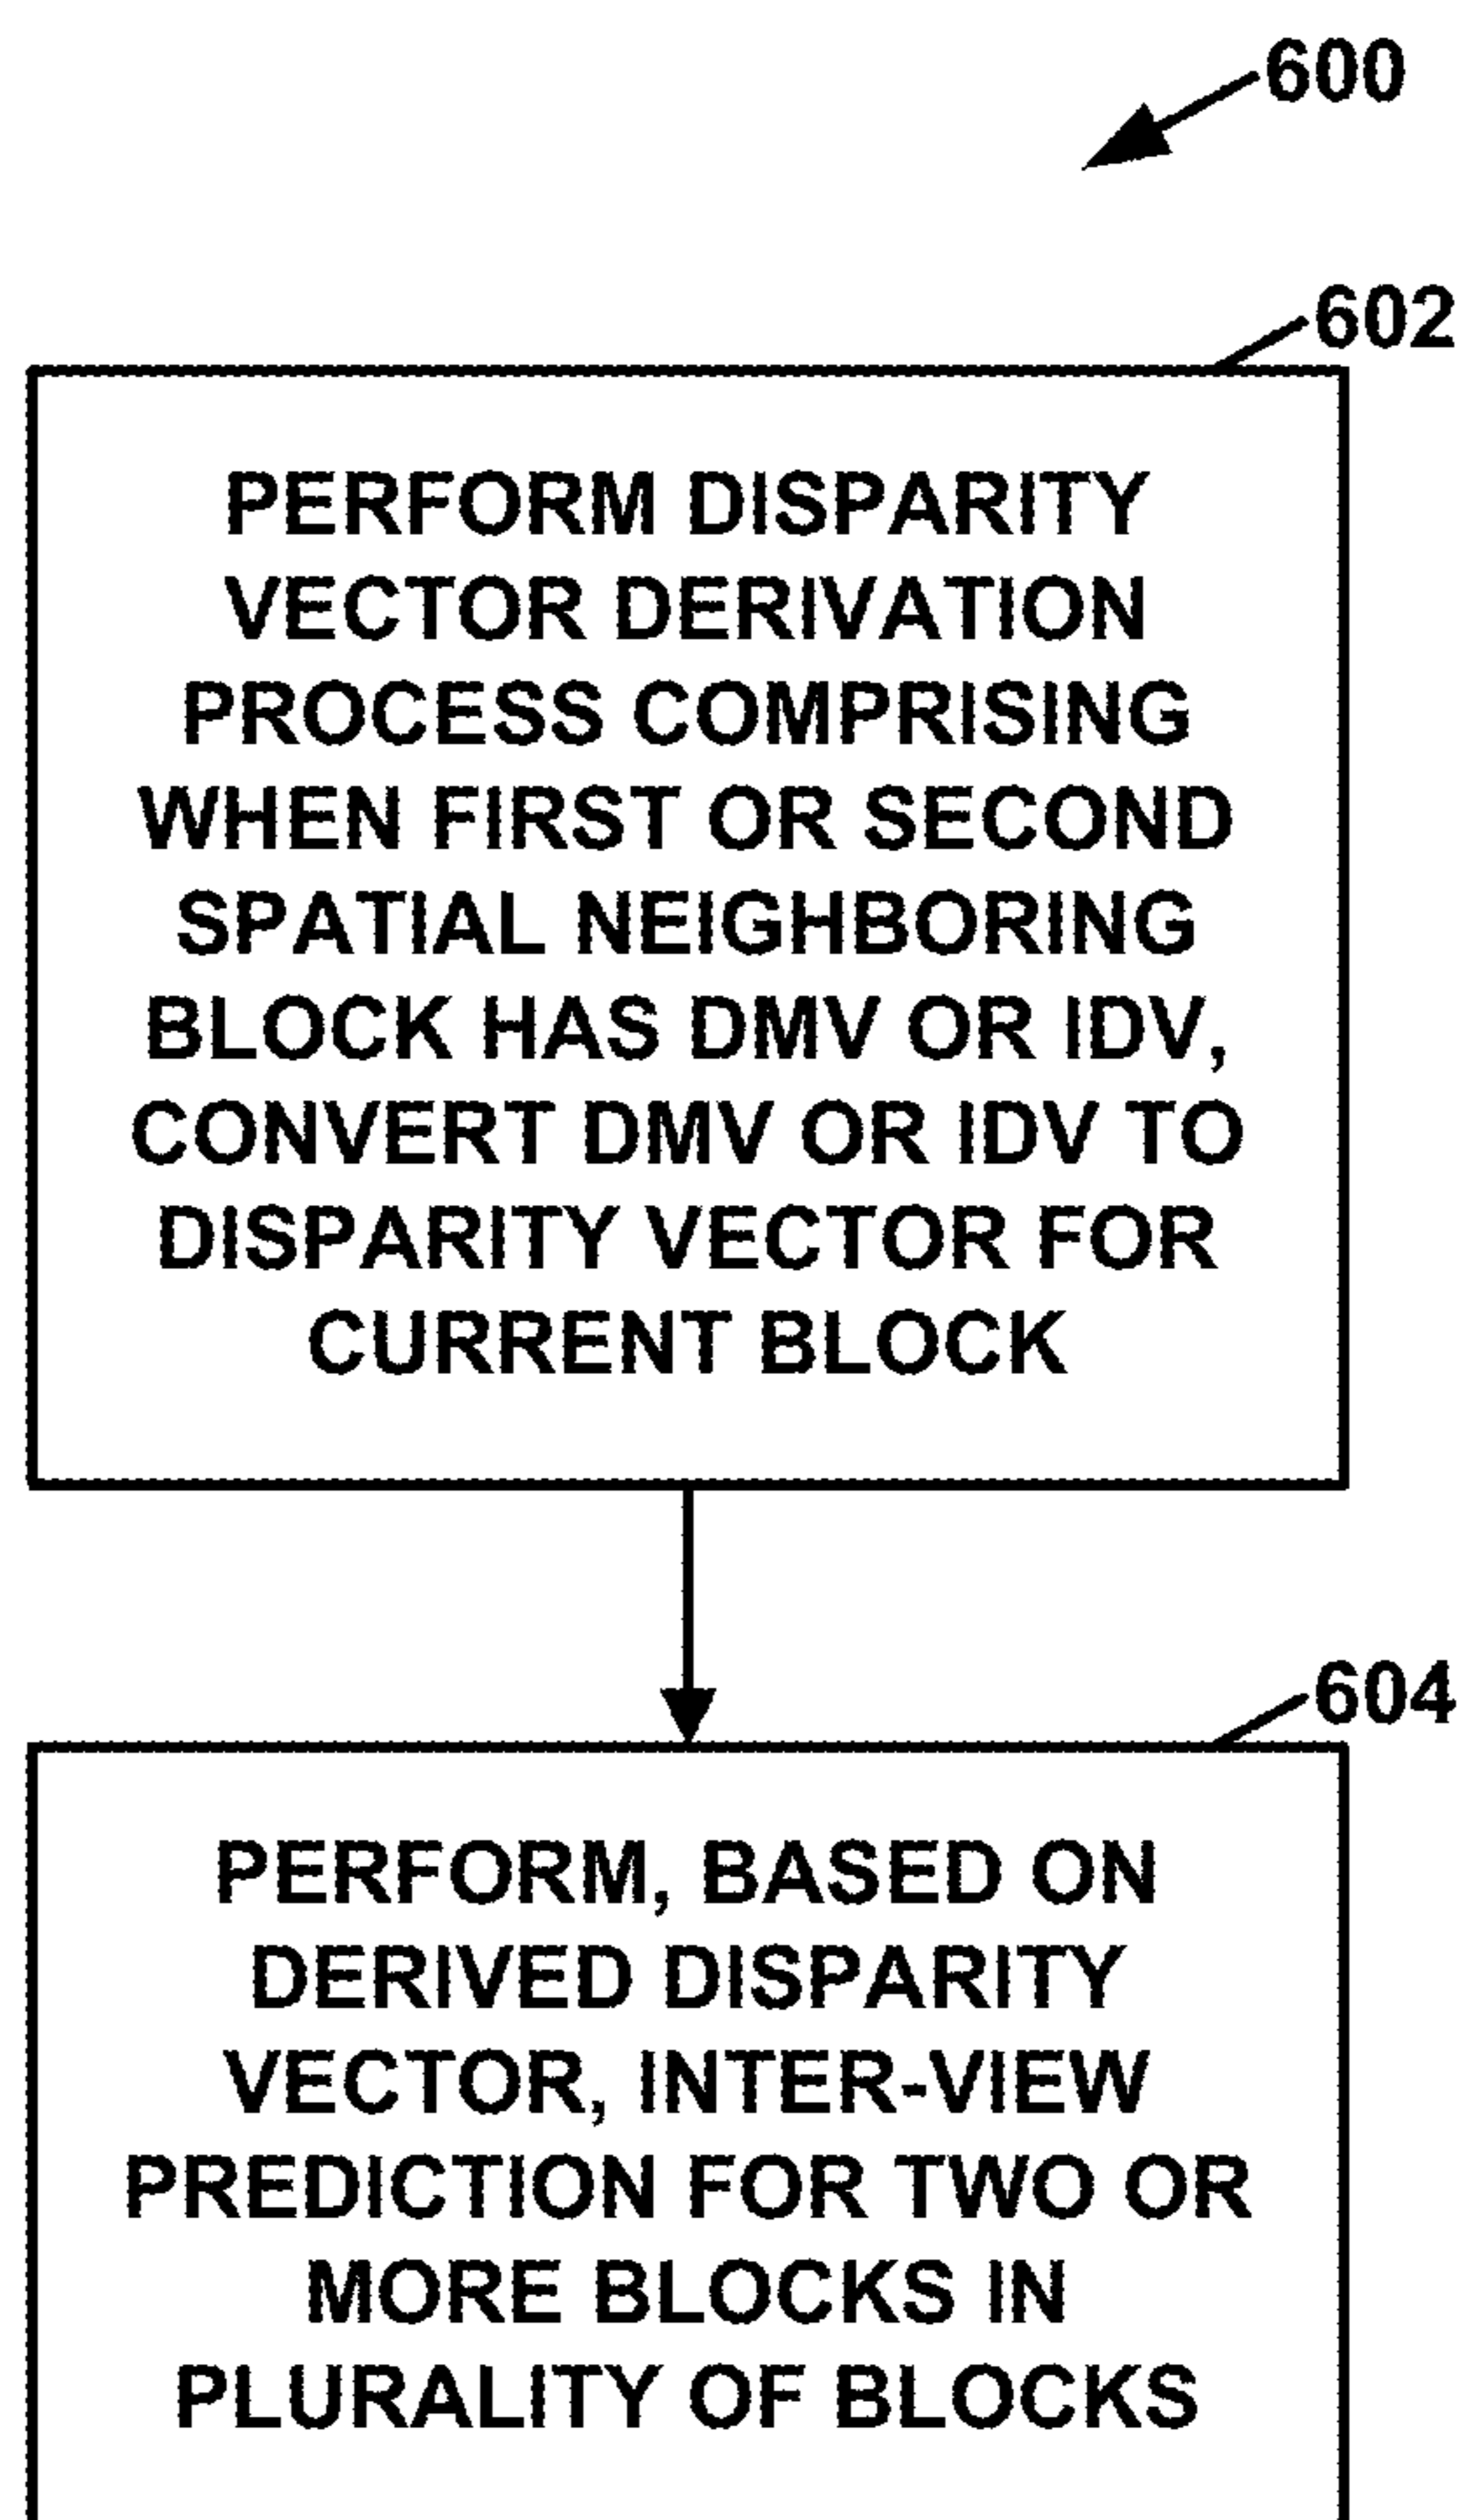 600
602
PERFORM DISPARITY
VECTOR DERIVATION
PROCESS COMPRISING
WHEN FIRST OR SECOND
SPATIAL NEIGHBORING
BLOCK HAS DMV OR IDV,
CONVERT DMV OR IDV TO
DISPARITY VECTOR FOR
CURRENT BLOCK
604
PERFORM, BASED ON
DERIVED DISPARITY
VECTOR, INTER-VIEW
PREDICTION FOR TWO OR
MORE BLOCKS IN
PLURALITY OF BLOCKS